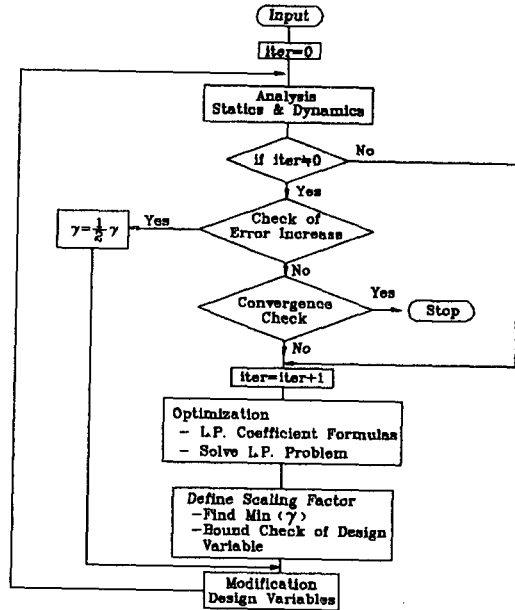 Input
iter=0
Analysis
Statics & Dynamics
if iter≒0
No
Yes
Check of
Error Increase
Yes
γ=1/2 γ
No
Convergence
Check
Yes
Stop
No
iter=iter+1
Optimization
- L.P. Coefficient Formulas
- Solve L.P. Problem
Define Scaling Factor
-Find Min (γ)
-Bound Check of Design
Variable
Modification
Design Variables